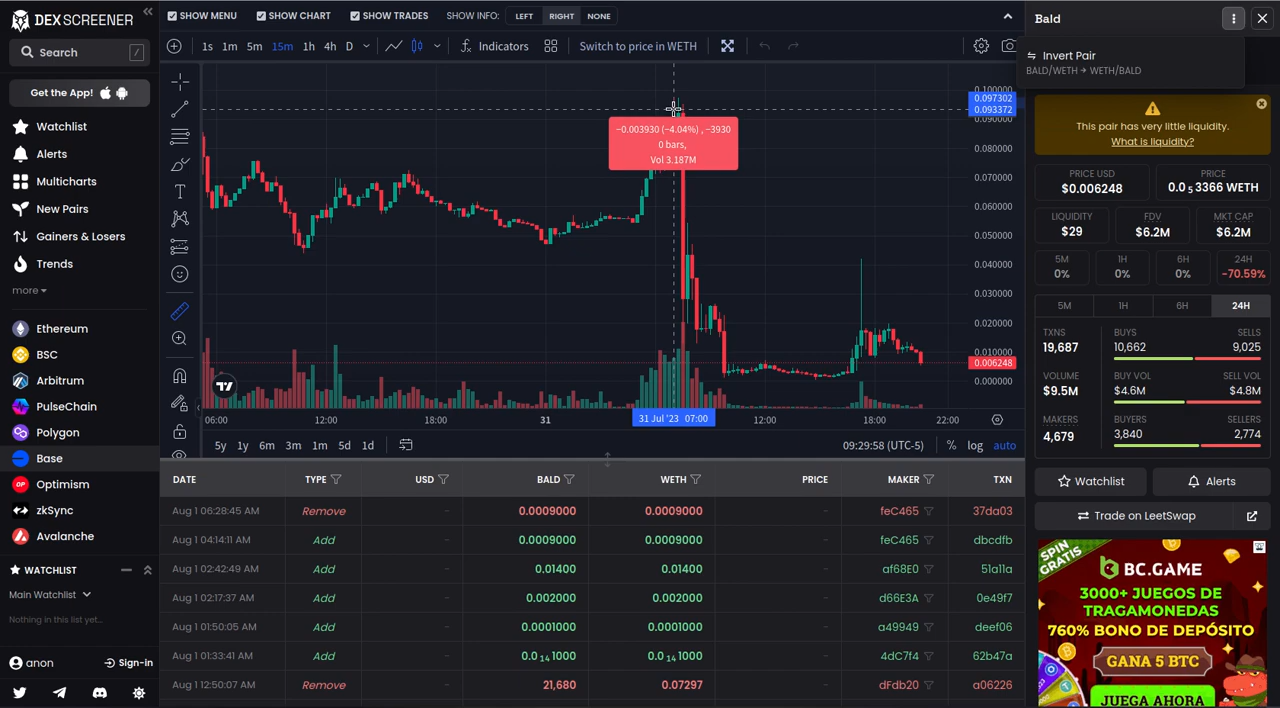 DEX SCREENER
Search /
Get the App!
Watchlist
Alerts
Multicharts
New Pairs
Gainers & Losers
Trends
more
Ethereum
BSC
Arbitrum
PulseChain
Polygon
Base
OP Optimism
zkSync
Avalanche
WATCHLIST
Main Watchlist
Nothing in this list yet...
anon Sign-in
SHOW MENU SHOW CHART SHOW TRADES SHOW INFO: LEFT RIGHT NONE
1s 1m 5m 15m 1h 4h D Indicators Switch to price in WETH
0.100000
0.097302
0.093372
0.090000
0.080000
0.070000
0.060000
0.050000
0.040000
0.030000
0.020000
0.010000
0.006248
0.000000
−0.003930 (−4.04%) , −3930
0 bars,
Vol 3.187M
06:00 12:00 18:00 31 31 Jul '23 07:00 12:00 18:00 22:00
5y 1y 6m 3m 1m 5d 1d 09:29:58 (UTC-5) % log auto
DATE TYPE USD BALD WETH PRICE MAKER TXN
Aug 1 06:28:45 AM Remove - 0.0009000 0.0009000 - feC465 37da03
Aug 1 04:14:11 AM Add - 0.0009000 0.0009000 - feC465 dbcdfb
Aug 1 02:42:49 AM Add - 0.01400 0.01400 - af68E0 51a11a
Aug 1 02:17:37 AM Add - 0.002000 0.002000 - d66E3A 0e49f7
Aug 1 01:50:05 AM Add - 0.0001000 0.0001000 - a49949 deef06
Aug 1 01:33:41 AM Add - 0.0₁₄1000 0.0₁₄1000 - 4DC7f4 62b47a
Aug 1 12:50:07 AM Remove - 21,680 0.07297 - dFdb20 a06226
Bald
Invert Pair
BALD/WETH → WETH/BALD
This pair has very little liquidity.
What is liquidity?
PRICE USD PRICE
$0.006248 0.0₅3366 WETH
LIQUIDITY FDV MKT CAP
$29 $6.2M $6.2M
5M 1H 6H 24H
0% 0% 0% -70.59%
5M 1H 6H 24H
TXNS BUYS SELLS
19,687 10,662 9,025
VOLUME BUY VOL SELL VOL
$9.5M $4.6M $4.8M
MAKERS BUYERS SELLERS
4,679 3,840 2,774
Watchlist Alerts
Trade on LeetSwap
SPIN
GRATIS
BC.GAME
3000+ JUEGOS DE
TRAGAMONEDAS
760% BONO DE DEPÓSITO
GANA 5 BTC
JUEGA AHORA